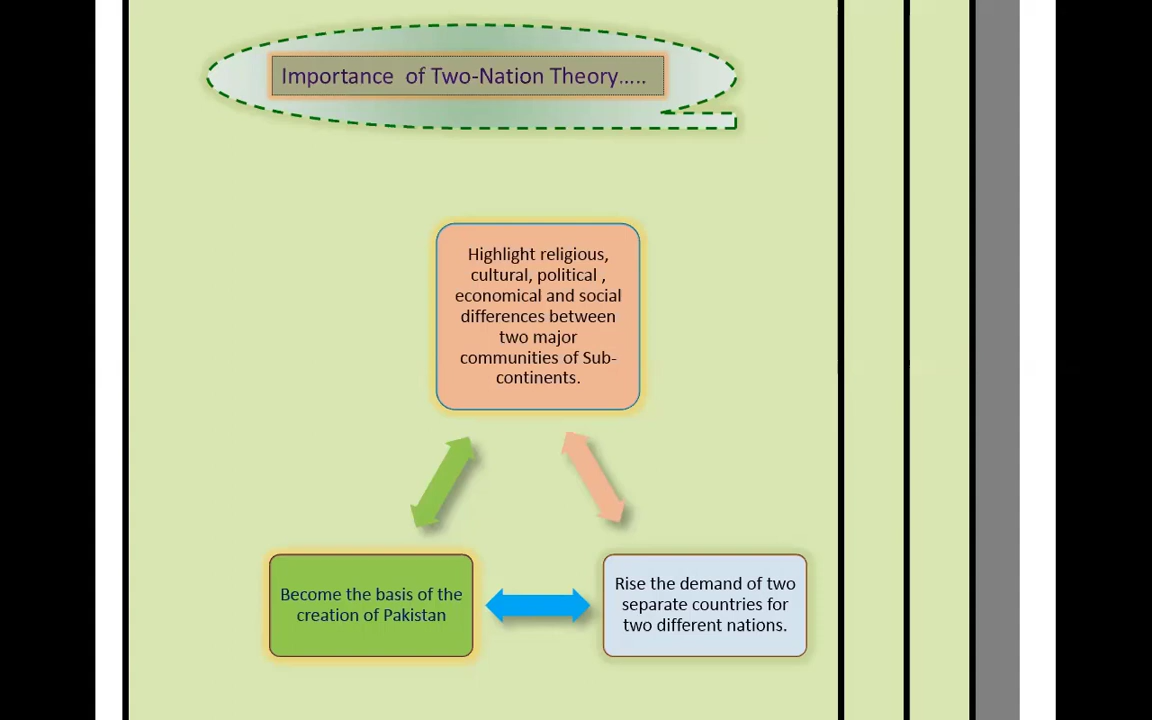 Importance  of Two-Nation Theory.....
Highlight religious,
cultural, political ,
economical and social
differences between
two major
communities of Sub-
continents.
Become the basis of the
creation of Pakistan
Rise the demand of two
separate countries for
two different nations.